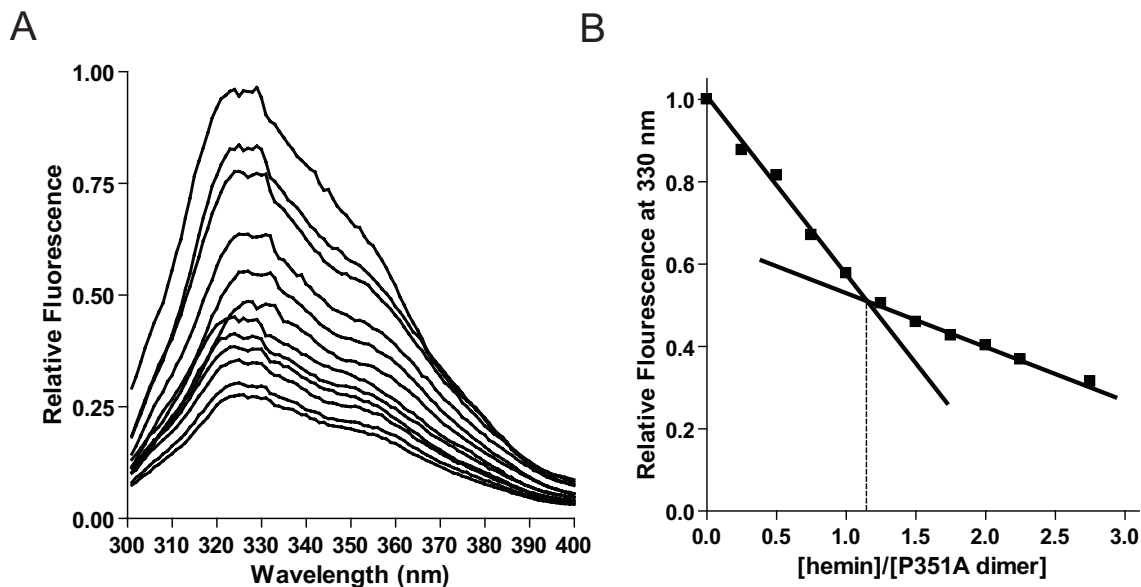 A
B
Relative Fluorescence
1.00
0.75
0.50
0.25
0.00
300 310 320 330 340 350 360 370 380 390 400
Wavelength (nm)
Relative Flourescence at 330 nm
1.0
0.8
0.6
0.4
0.2
0.0
0.0 0.5 1.0 1.5 2.0 2.5 3.0
[hemin]/[P351A dimer]